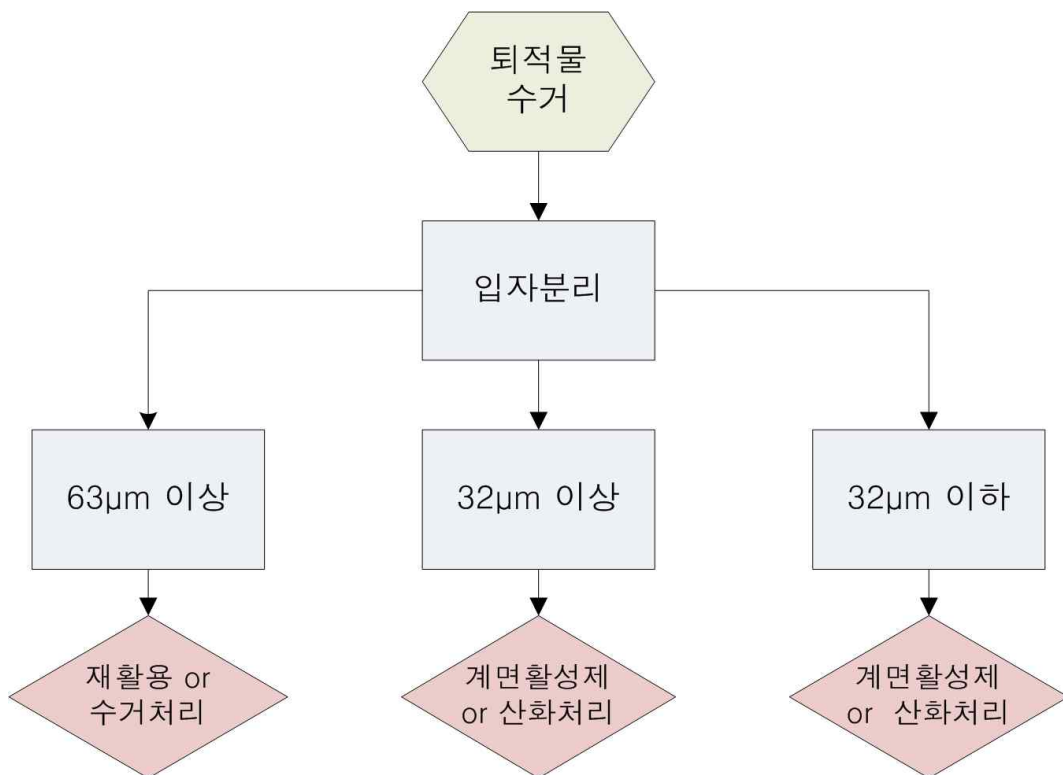 퇴적물
수거
입자분리
63μm 이상
32μm 이상
32μm 이하
재활용 or
수거처리
계면활성제
or 산화처리
계면활성제
or 산화처리